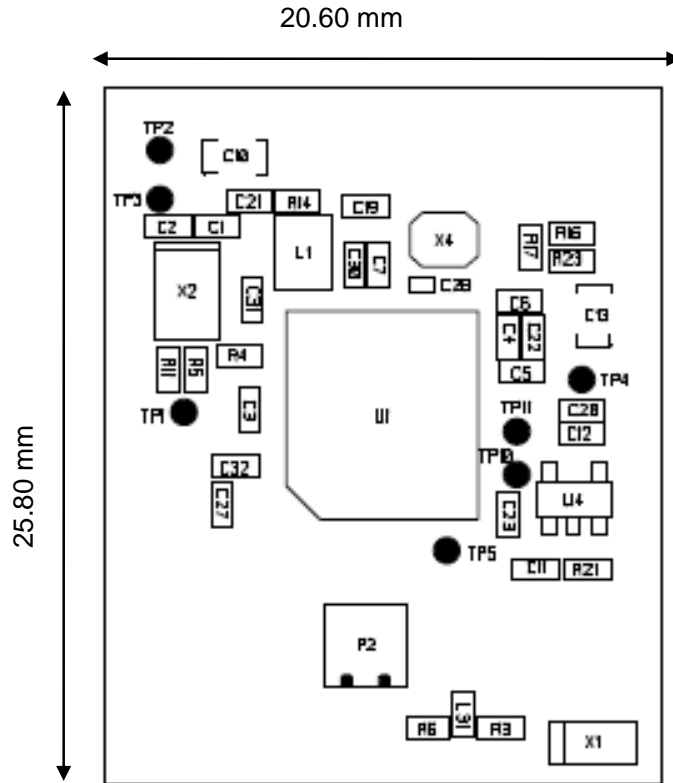 20.60 mm
25.80 mm
TP2
C10
TP3
C21
R14
C19
C2
C1
L1
C30
C7
X4
R17
R16
R23
X2
C31
C28
C6
C13
C4
C22
R11
R5
R4
C5
TP4
TP1
C3
U1
TP11
C28
C12
TP10
C32
C27
C23
U4
TP5
C11
R21
P2
R6
L31
R3
X1